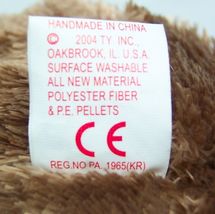 HANDMADE IN CHINA
© 2004 TY INC.,
OAKBROOK, IL. U.S.A.
SURFACE WASHABLE
ALL NEW MATERIAL
POLYESTER FIBER
& P.E. PELLETS
CE
REG.NO PA. 1965(KR)